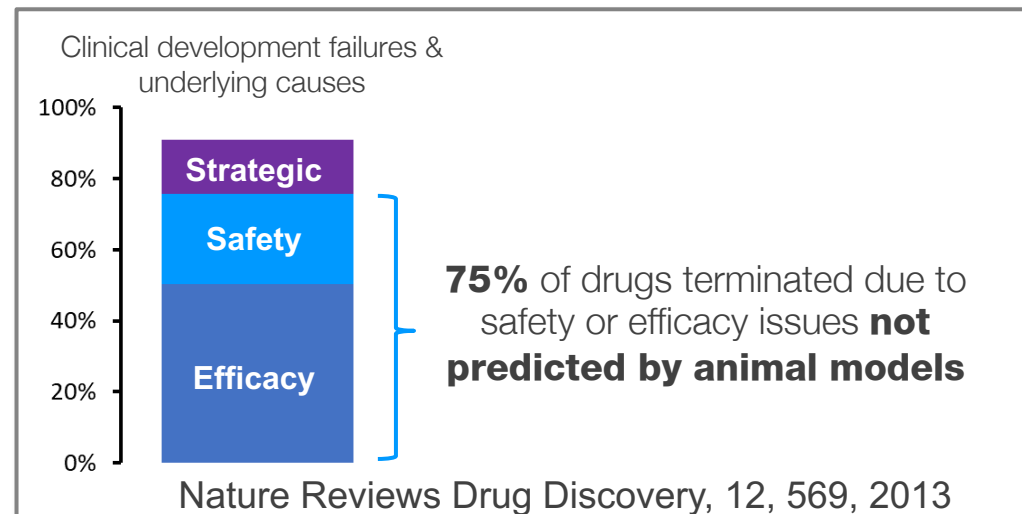 Clinical development failures &
underlying causes
100%
80%
60%
40%
20%
0%
Strategic
Safety
Efficacy
75% of drugs terminated due to
safety or efficacy issues not
predicted by animal models
Nature Reviews Drug Discovery, 12, 569, 2013